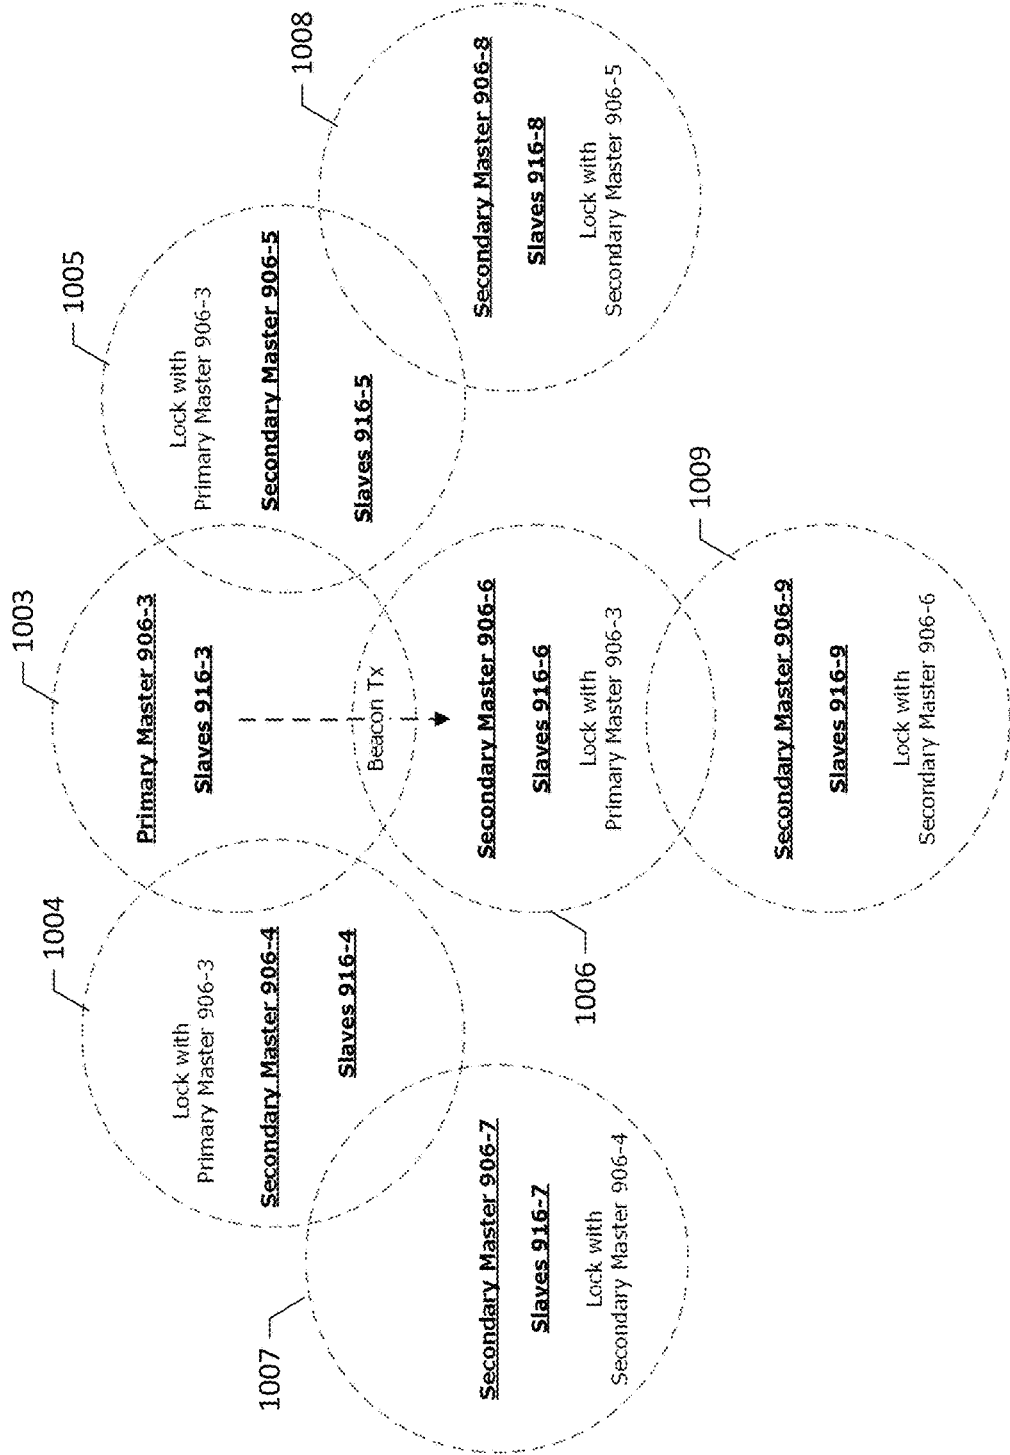 1003
Primary Master 906-3
Slaves 916-3
Beacon Tx
1004
Lock with
Primary Master 906-3
Secondary Master 906-4
Slaves 916-4
1005
Lock with
Primary Master 906-3
Secondary Master 906-5
Slaves 916-5
1007
Secondary Master 906-7
Slaves 916-7
Lock with
Secondary Master 906-4
1006
Secondary Master 906-6
Slaves 916-6
Lock with
Primary Master 906-3
1008
Secondary Master 906-8
Slaves 916-8
Lock with
Secondary Master 906-5
1009
Secondary Master 906-9
Slaves 916-9
Lock with
Secondary Master 906-6